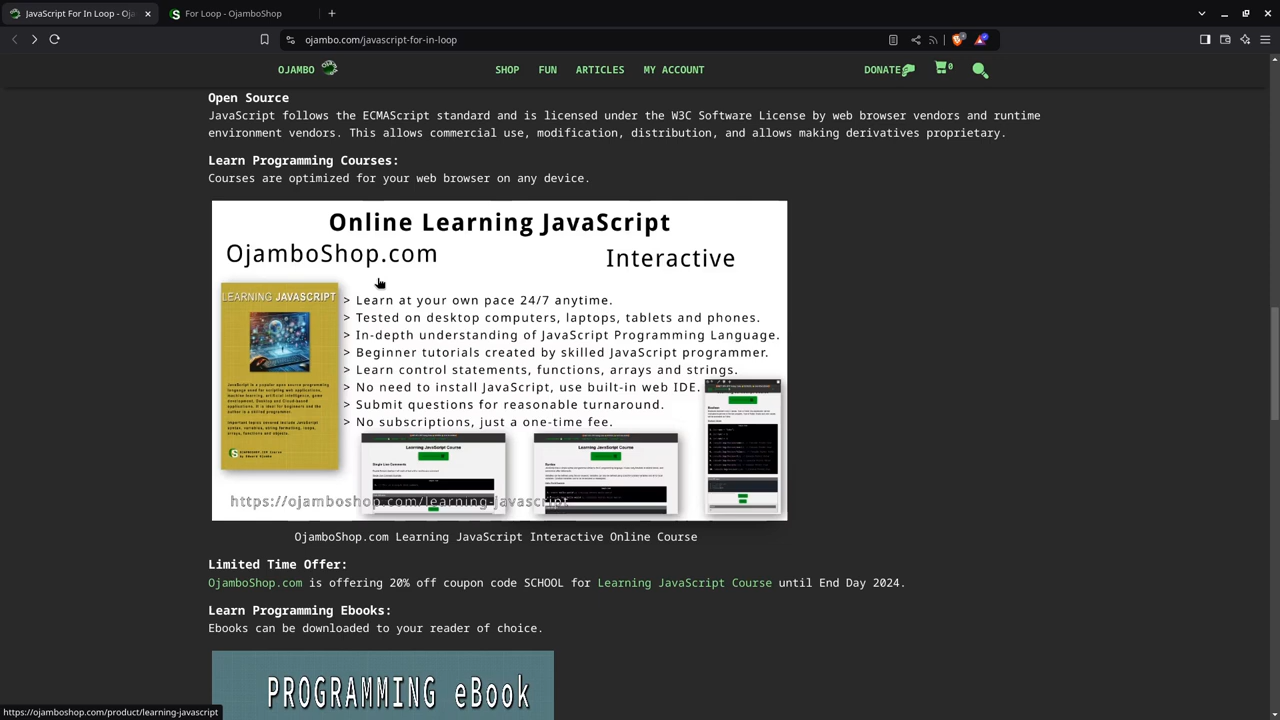 JavaScript For In Loop - Oja
For Loop - OjamboShop
ojambo.com/javascript-for-in-loop
OJAMBO
SHOP
FUN
ARTICLES
MY ACCOUNT
DONATE
0
Open Source
JavaScript follows the ECMAScript standard and is licensed under the W3C Software License by web browser vendors and runtime
environment vendors. This allows commercial use, modification, distribution, and allows making derivatives proprietary.
Learn Programming Courses:
Courses are optimized for your web browser on any device.
Online Learning JavaScript
OjamboShop.com
Interactive
LEARNING JAVASCRIPT
> Learn at your own pace 24/7 anytime.
> Tested on desktop computers, laptops, tablets and phones.
> In-depth understanding of JavaScript Programming Language.
> Beginner tutorials created by skilled JavaScript programmer.
> Learn control statements, functions, arrays and strings.
> No need to install JavaScript, use built-in web IDE.
> Submit questions for reasonable turnaround.
> No subscriptions, just a one-time fee.
Learning JavaScript Course
Learning JavaScript Course
https://ojamboshop.com/learning-javascript
OjamboShop.com Learning JavaScript Interactive Online Course
Limited Time Offer:
OjamboShop.com is offering 20% off coupon code SCHOOL for Learning JavaScript Course until End Day 2024.
Learn Programming Ebooks:
Ebooks can be downloaded to your reader of choice.
PROGRAMMING eBook
https://ojamboshop.com/product/learning-javascript